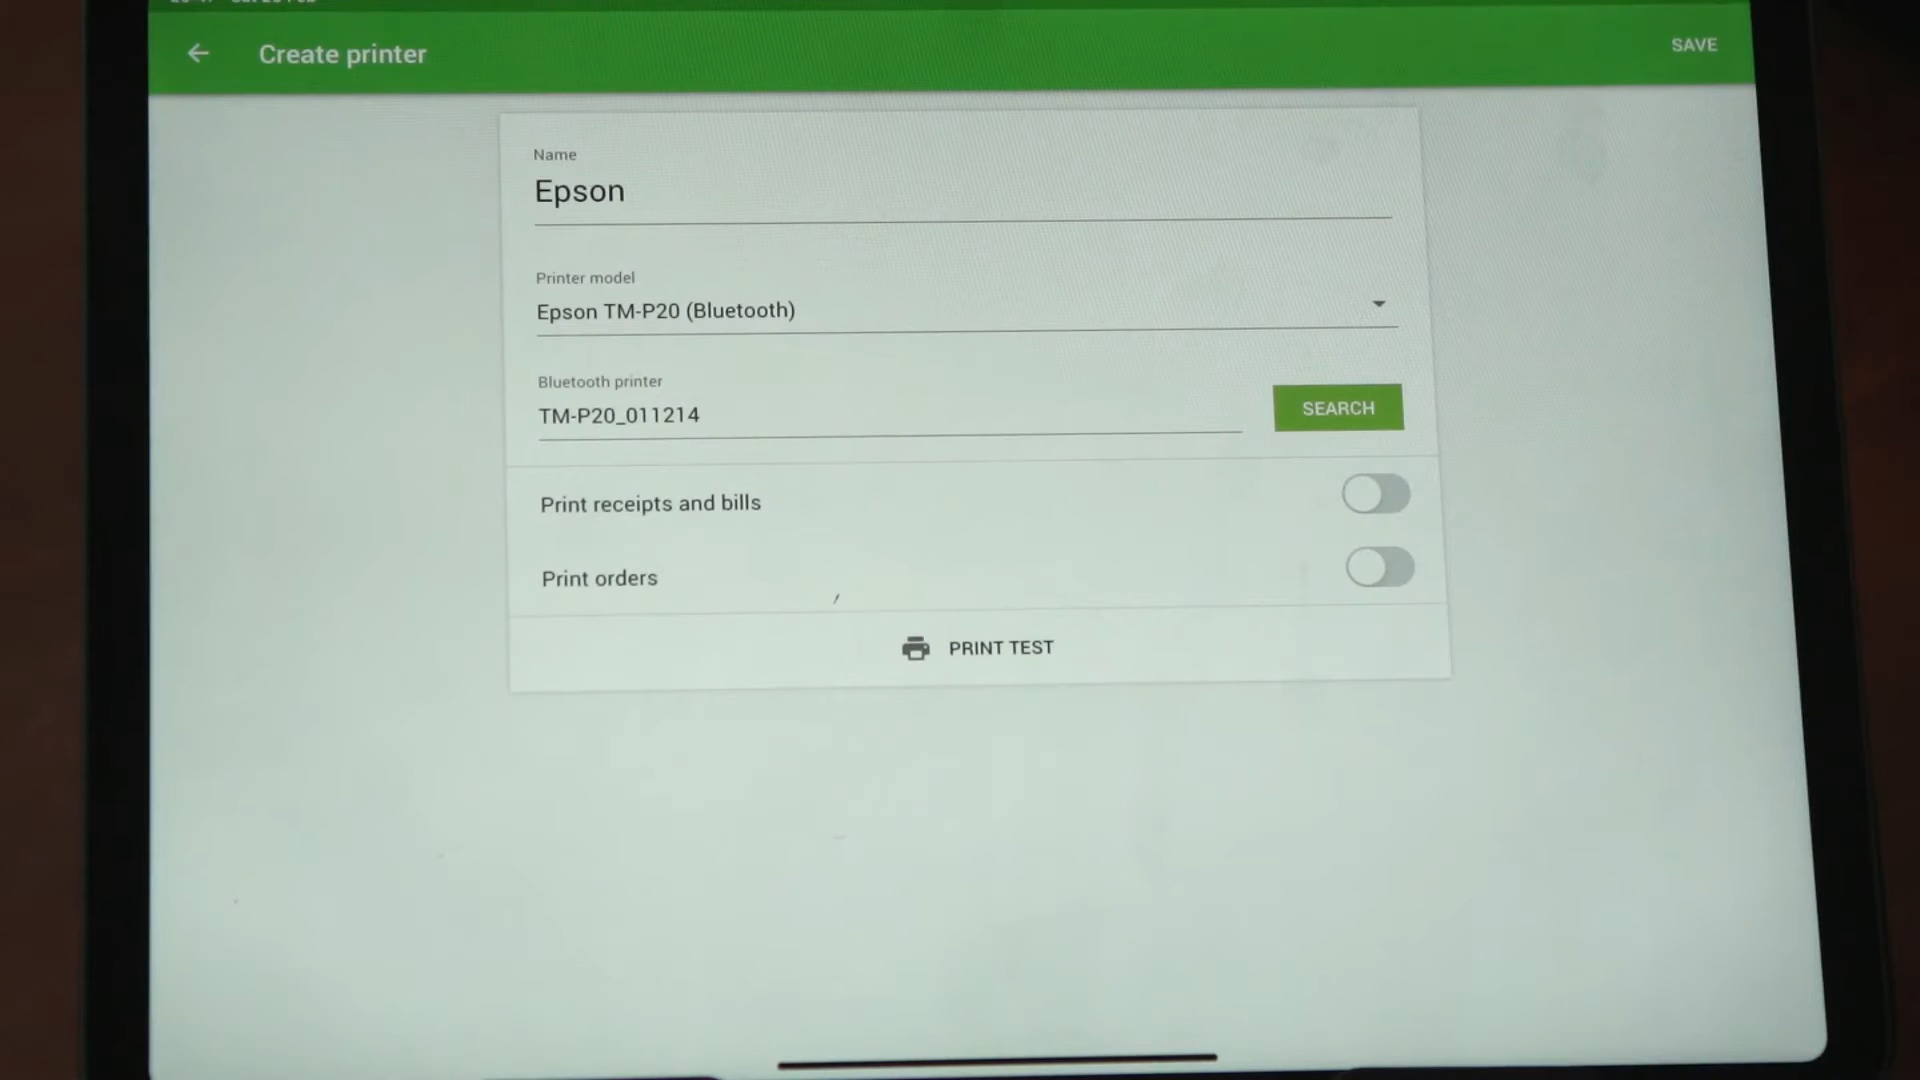 Create printer
SAVE
Name
Epson
Printer model
Epson TM-P20 (Bluetooth)
Bluetooth printer
TM-P20_011214
SEARCH
Print receipts and bills
Print orders
PRINT TEST